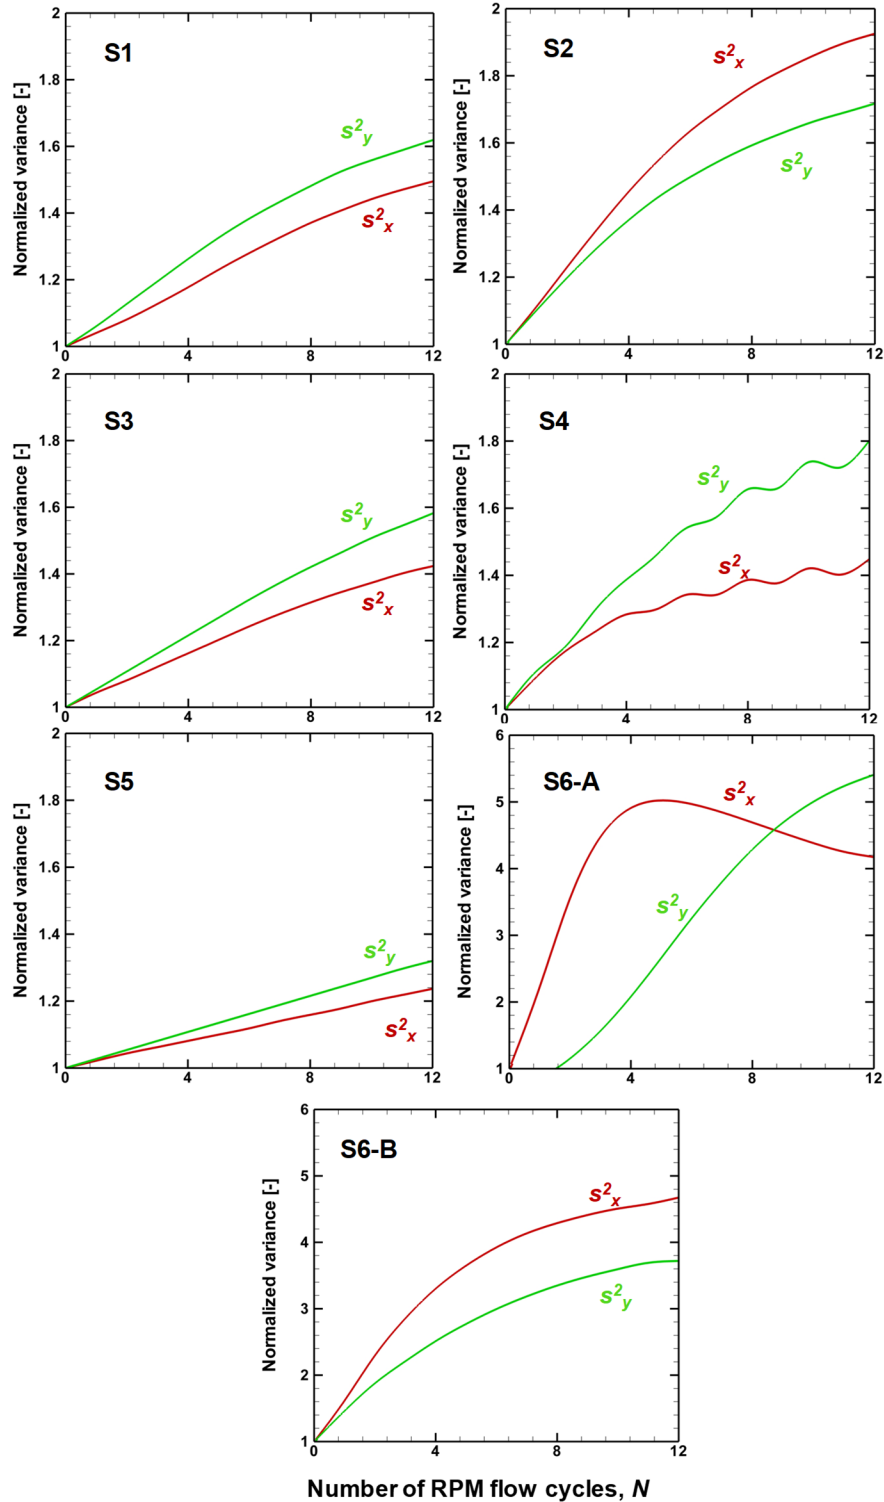 S1
Normalized variance [-]
2
1.8
1.6
1.4
1.2
1
s²y
s²x
0 4 8 12
S2
Normalized variance [-]
2
1.8
1.6
1.4
1.2
1
s²x
s²y
0 4 8 12
S3
Normalized variance [-]
2
1.8
1.6
1.4
1.2
1
s²y
s²x
0 4 8 12
S4
Normalized variance [-]
2
1.8
1.6
1.4
1.2
1
s²y
s²x
0 4 8 12
S5
Normalized variance [-]
2
1.8
1.6
1.4
1.2
1
s²y
s²x
0 4 8 12
S6-A
Normalized variance [-]
6
5
4
3
2
1
s²x
s²y
0 4 8 12
S6-B
Normalized variance [-]
6
5
4
3
2
1
s²x
s²y
0 4 8 12
Number of RPM flow cycles, N